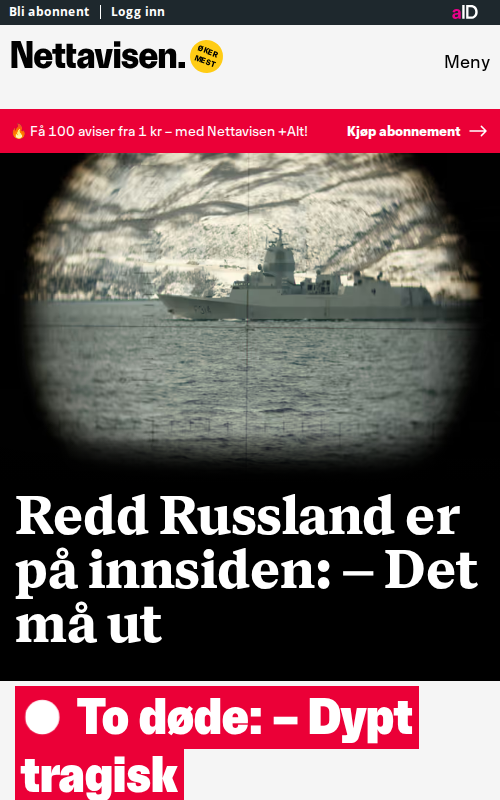 Bli abonnent
Logg inn
aID
Nettavisen.
ØKER
MEST
Meny
Få 100 aviser fra 1 kr – med Nettavisen +Alt!
Kjøp abonnement
Redd Russland er
på innsiden: – Det
må ut
To døde: – Dypt
tragisk